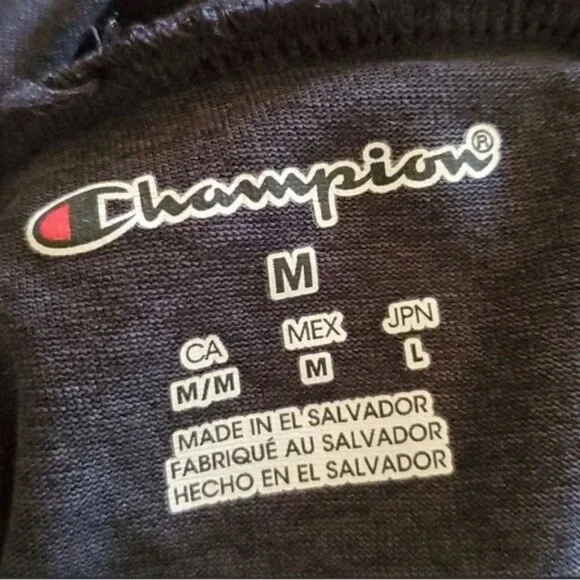 Champion®
M
CA MEX JPN
M/M M L
MADE IN EL SALVADOR
FABRIQUÉ AU SALVADOR
HECHO EN EL SALVADOR